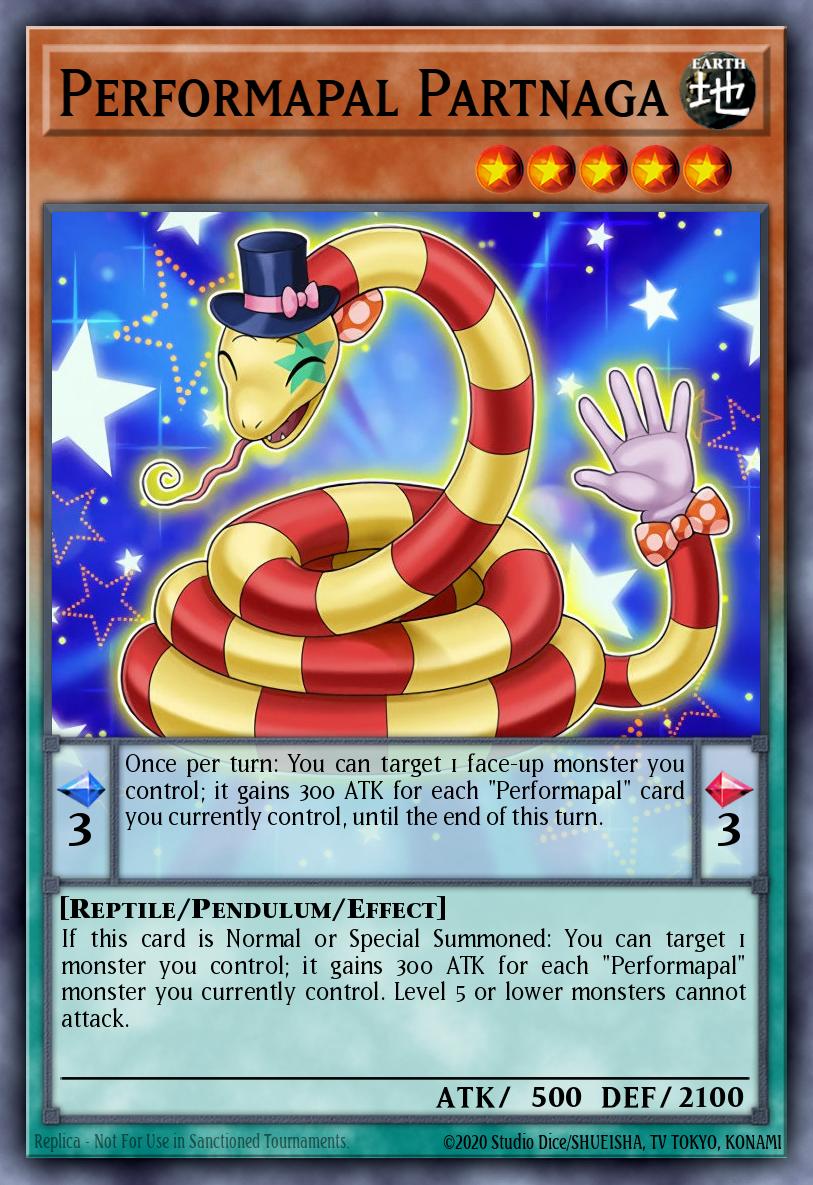 Performapal Partnaga
EARTH
地
Once per turn: You can target 1 face-up monster you
control; it gains 300 ATK for each "Performapal" card
you currently control, until the end of this turn.
3
3
[Reptile/Pendulum/Effect]
If this card is Normal or Special Summoned: You can target 1
monster you control; it gains 300 ATK for each "Performapal"
monster you currently control. Level 5 or lower monsters cannot
attack.
ATK/ 500 DEF/2100
Replica - Not For Use in Sanctioned Tournaments.
©2020 Studio Dice/SHUEISHA, TV TOKYO, KONAMI